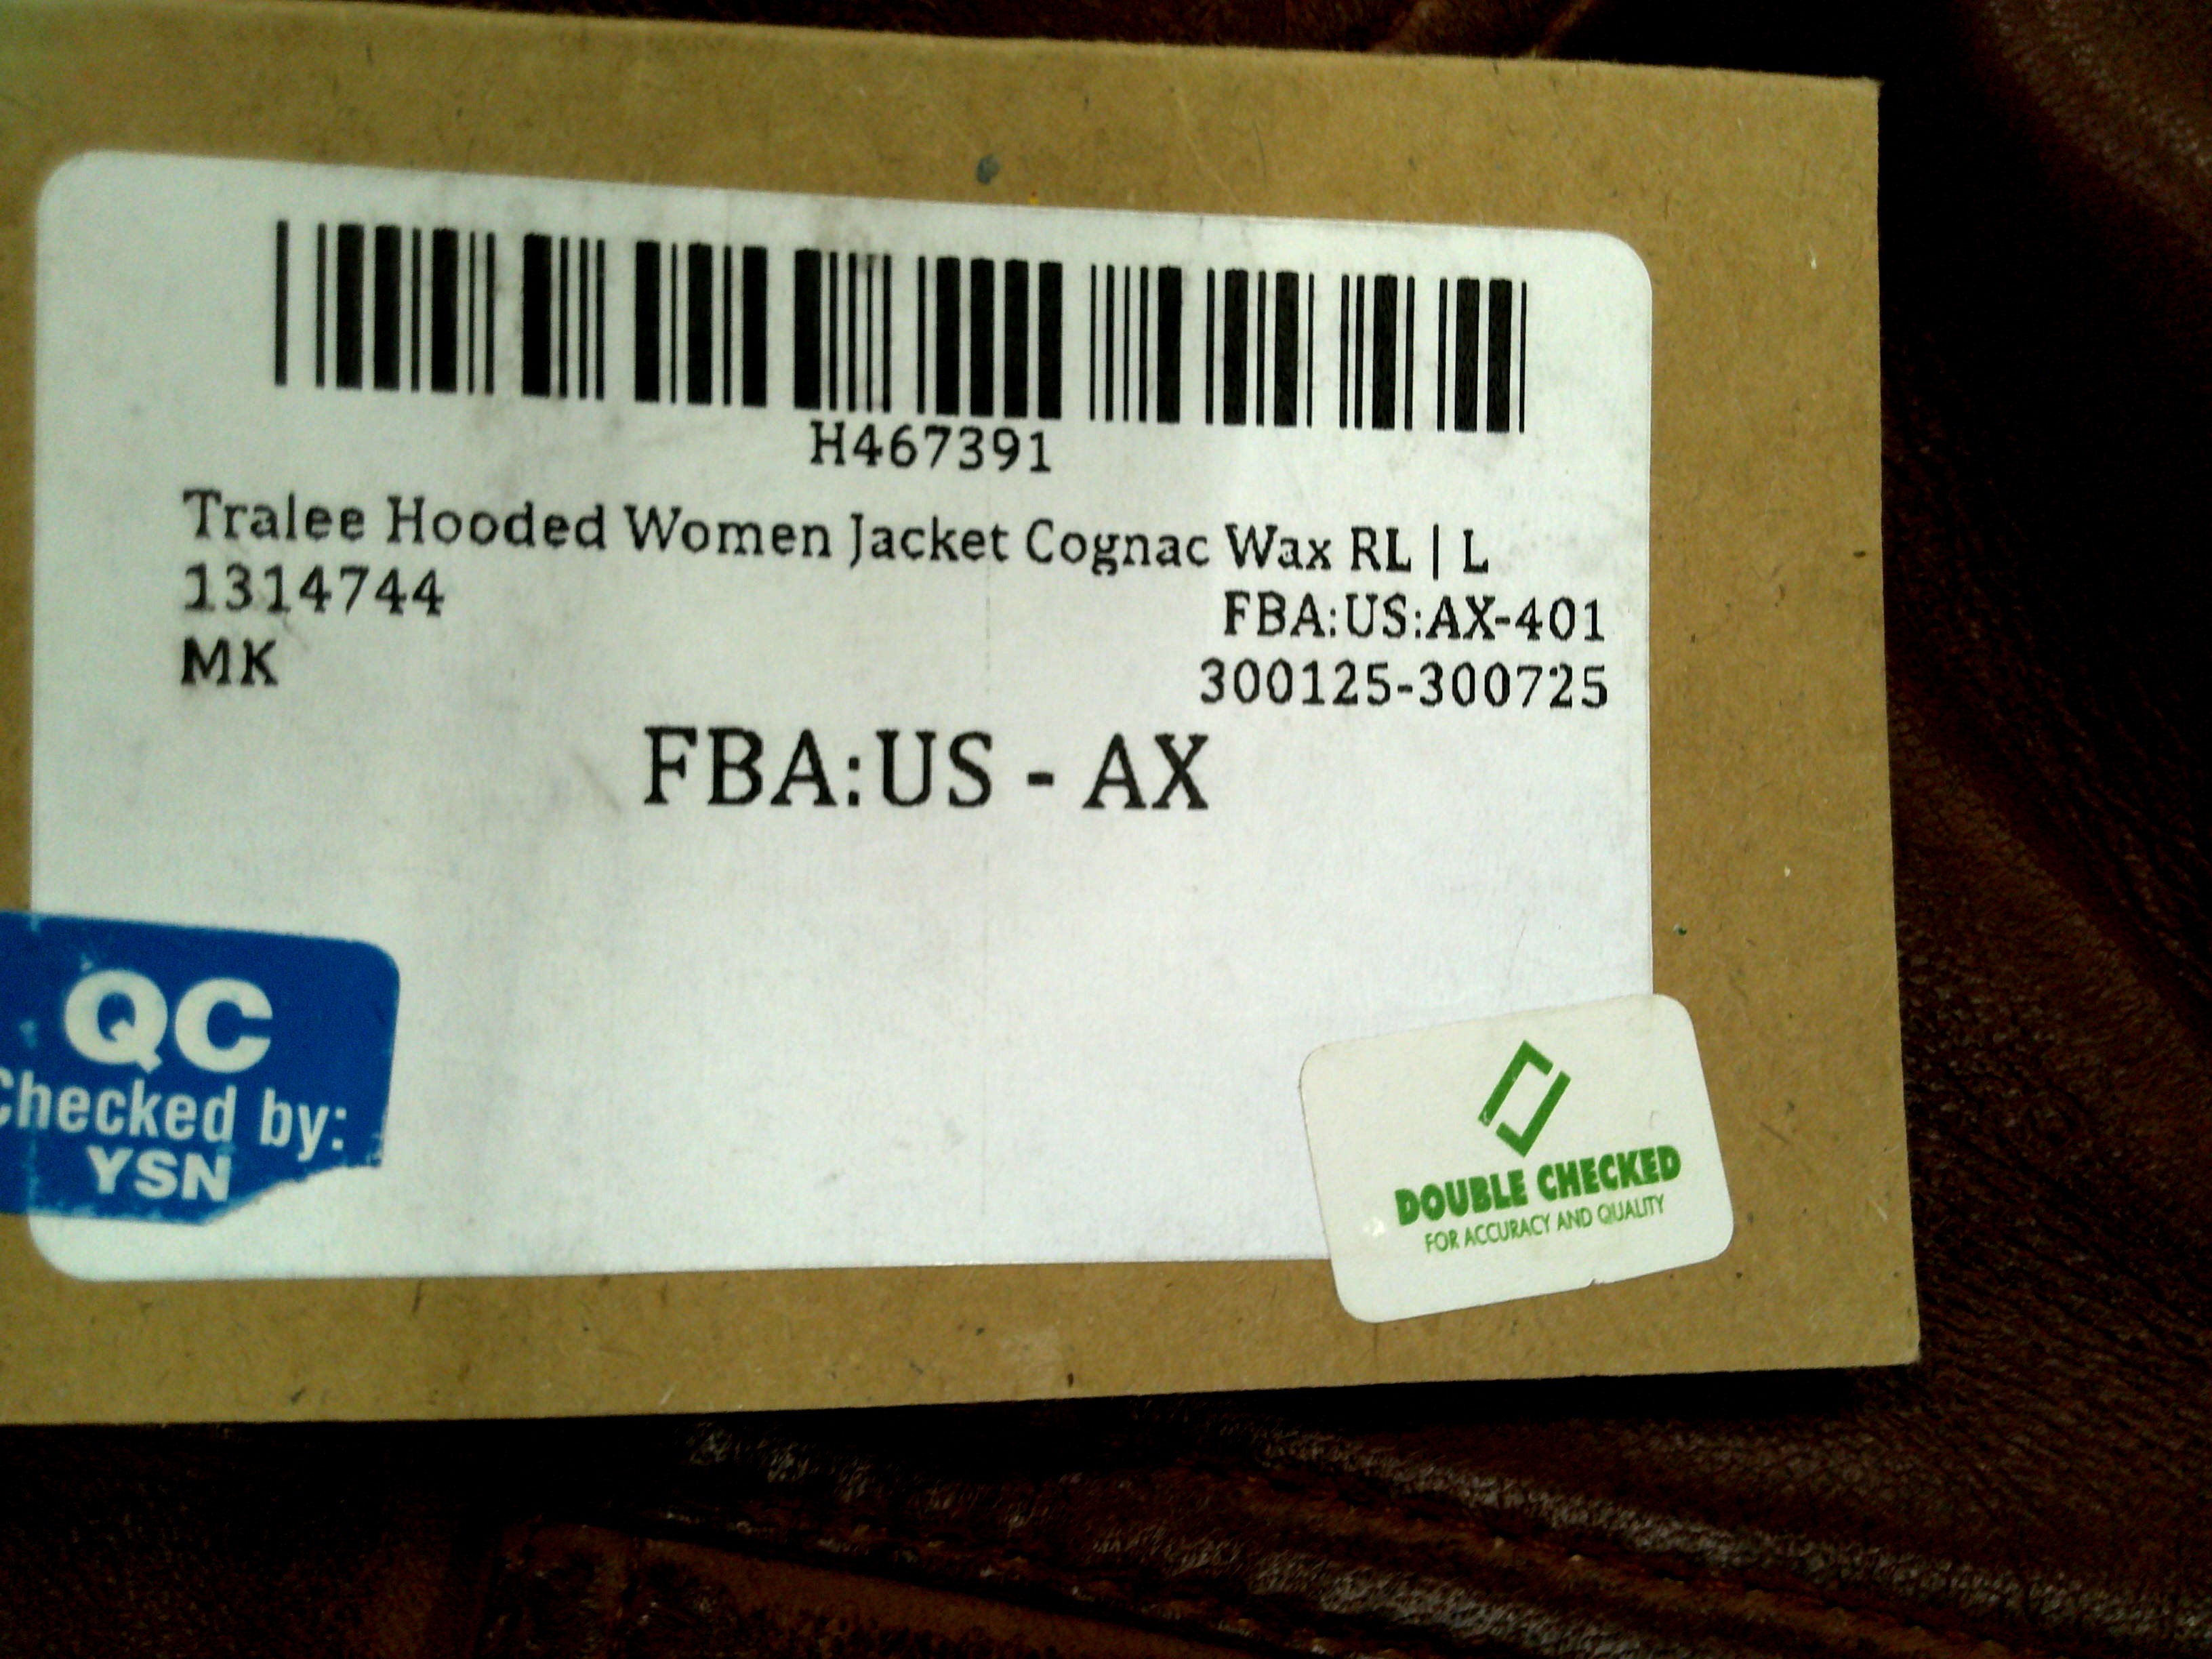 H467391
Tralee Hooded Women Jacket Cognac Wax RL | L
1314744
FBA:US:AX-401
MK
300125-300725
FBA:US - AX
QC
Checked by:
YSN
DOUBLE CHECKED
FOR ACCURACY AND QUALITY